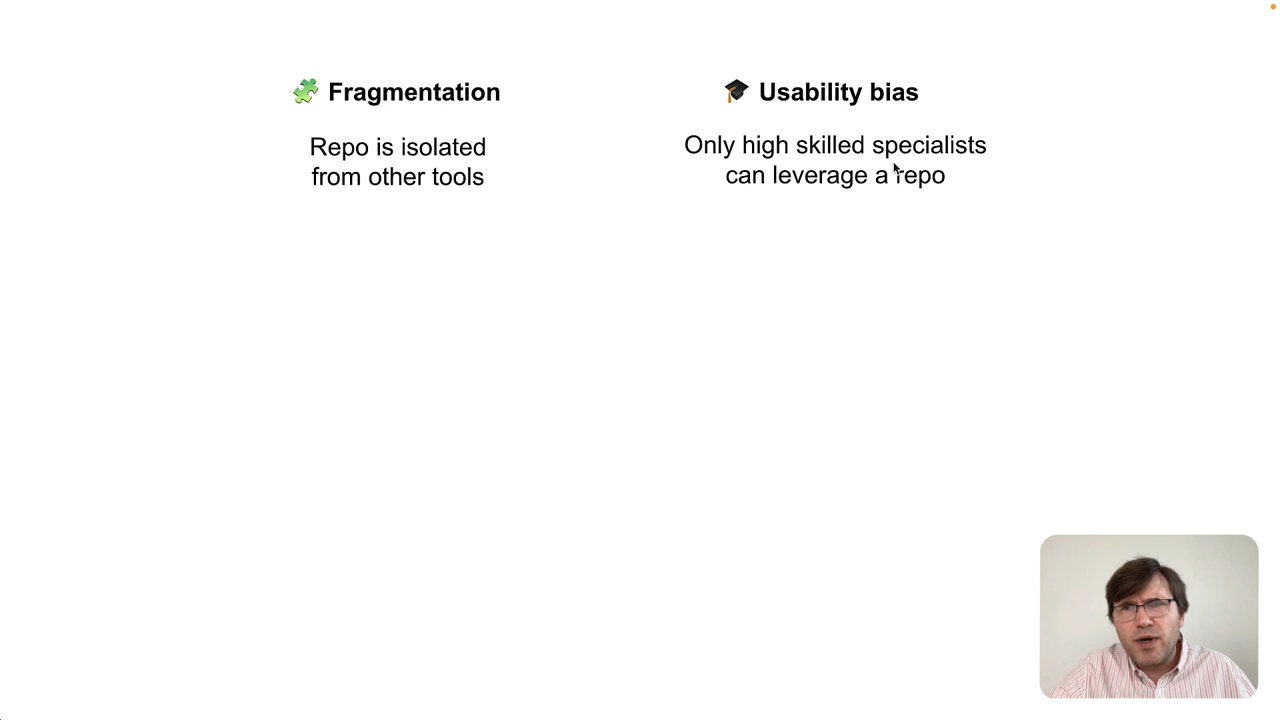 Fragmentation
Repo is isolated
from other tools
Usability bias
Only high skilled specialists
can leverage a repo